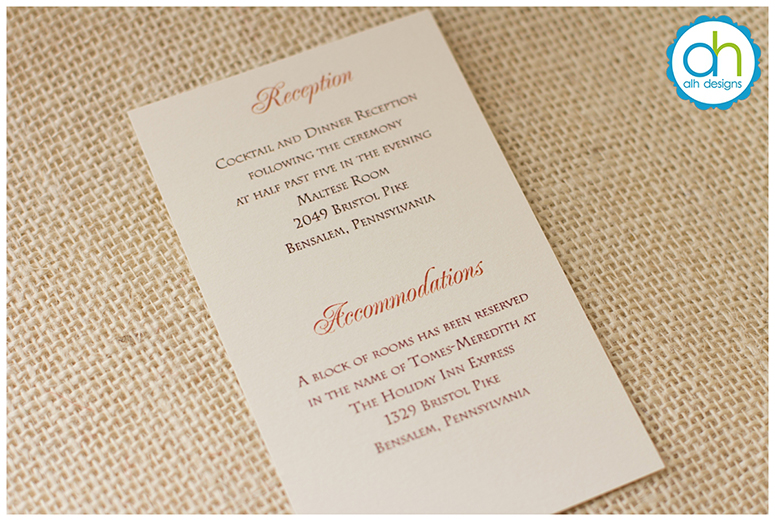 ah
alh designs
Reception
Cocktail and Dinner Reception
following the ceremony
at half past five in the evening
Maltese Room
2049 Bristol Pike
Bensalem, Pennsylvania
Accommodations
A block of rooms has been reserved
in the name of Tomes-Meredith at
The Holiday Inn Express
1329 Bristol Pike
Bensalem, Pennsylvania